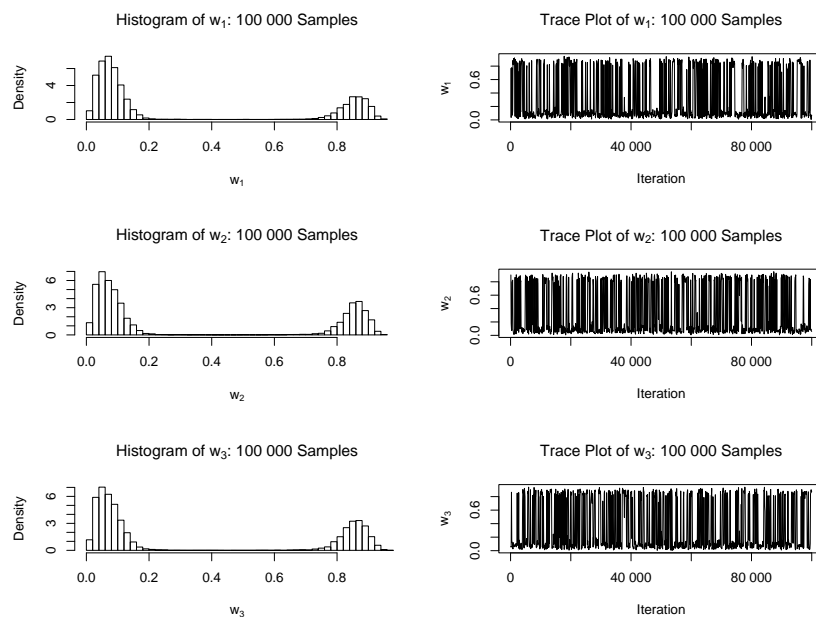 Histogram of w₁: 100 000 Samples
Density
0 4
0.0 0.2 0.4 0.6 0.8
w₁
Trace Plot of w₁: 100 000 Samples
w₁
0.0 0.6
0 40 000 80 000
Iteration
Histogram of w₂: 100 000 Samples
Density
0 3 6
0.0 0.2 0.4 0.6 0.8
w₂
Trace Plot of w₂: 100 000 Samples
w₂
0.0 0.6
0 40 000 80 000
Iteration
Histogram of w₃: 100 000 Samples
Density
0 3 6
0.0 0.2 0.4 0.6 0.8
w₃
Trace Plot of w₃: 100 000 Samples
w₃
0.0 0.6
0 40 000 80 000
Iteration